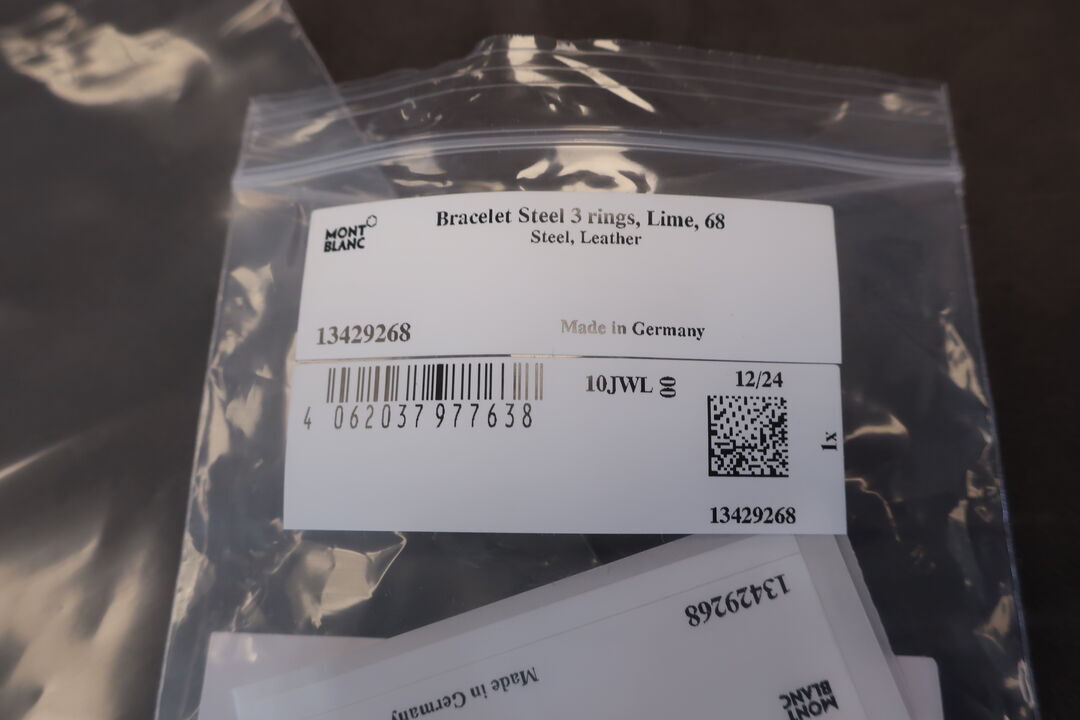 MONT
BLANC
Bracelet Steel 3 rings, Lime, 68
Steel, Leather
13429268
Made in Germany
4 062037 977638
10JWL 00
12/24
1x
13429268
13429268
Made in Germany
MONT
BLANC